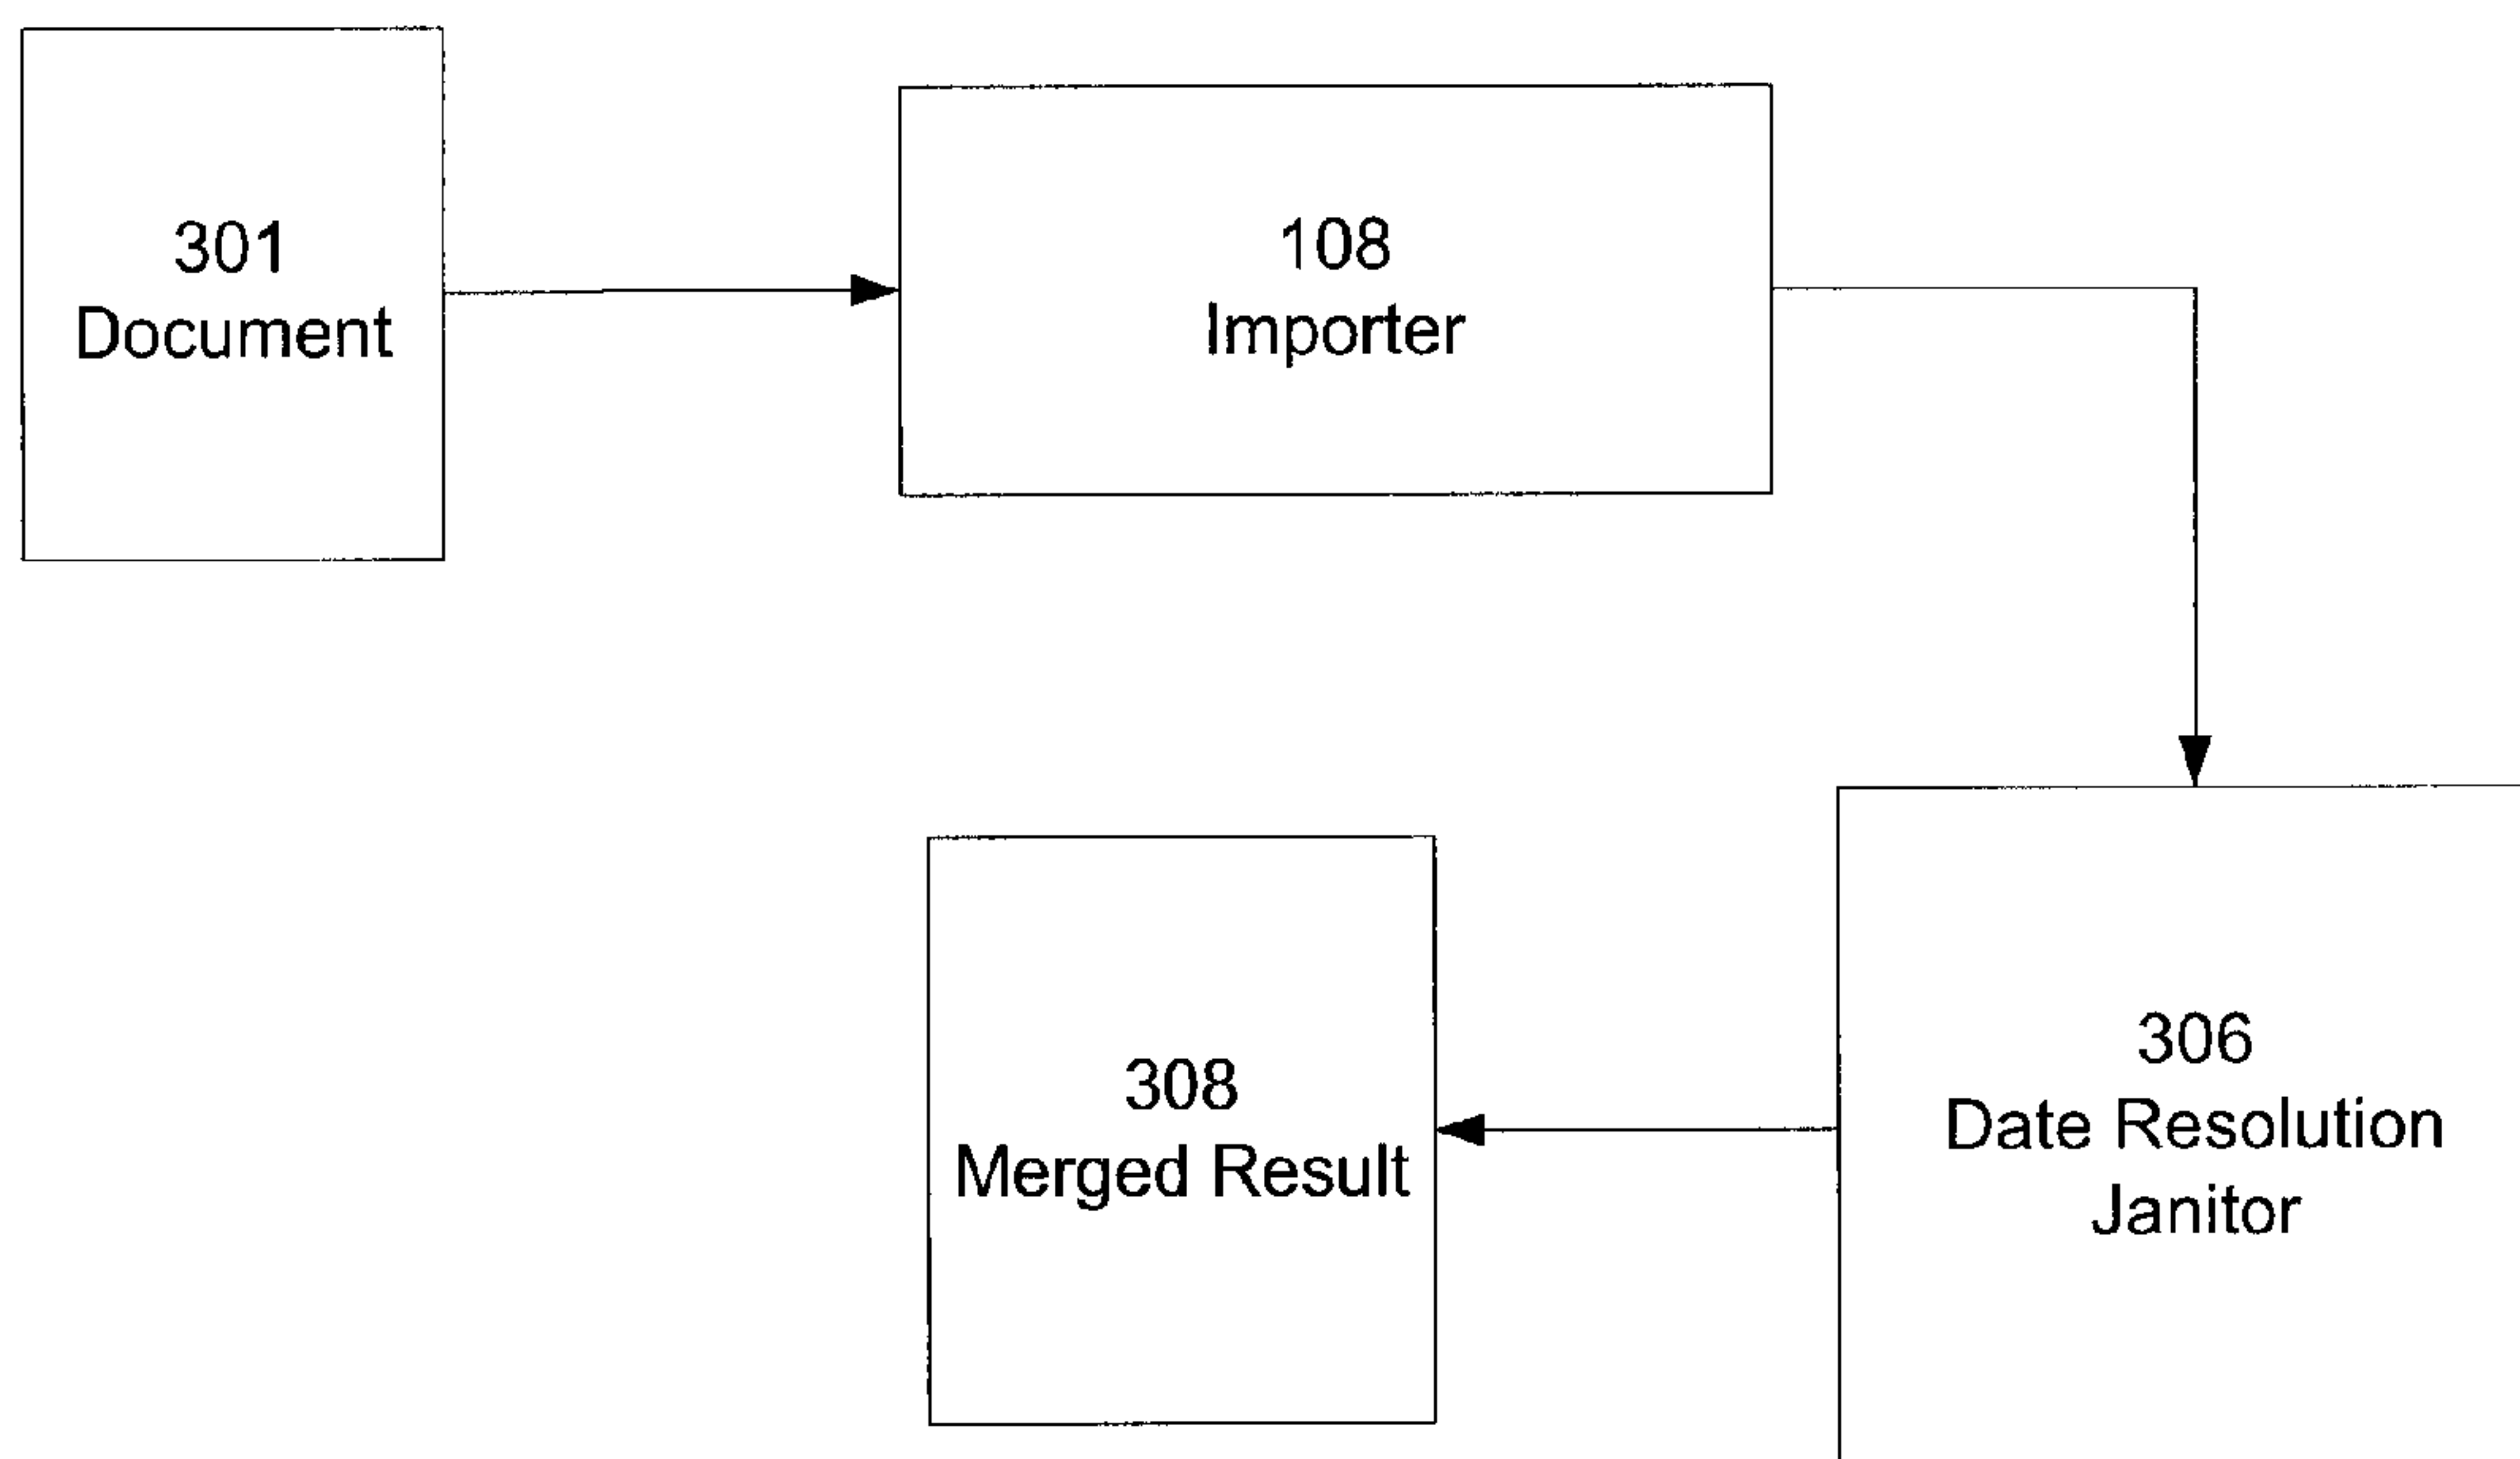 301
Document
108
Importer
306
Date Resolution
Janitor
308
Merged Result